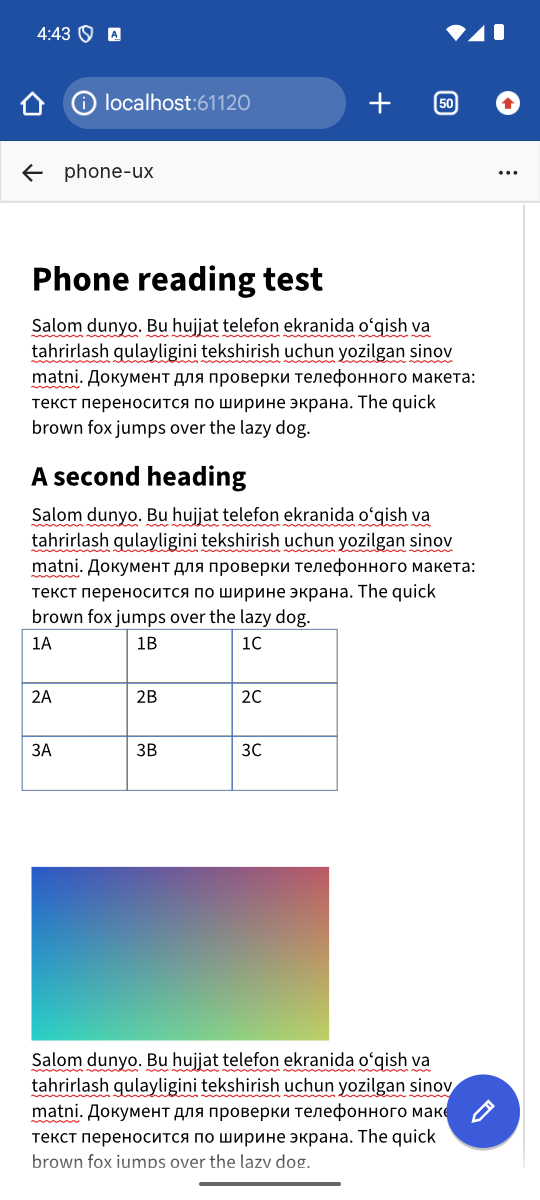 4:43
A
localhost:61120
50
phone-ux
Phone reading test
Salom dunyo. Bu hujjat telefon ekranida oʻqish va
tahrirlash qulayligini tekshirish uchun yozilgan sinov
matni. Документ для проверки телефонного макета:
текст переносится по ширине экрана. The quick
brown fox jumps over the lazy dog.
A second heading
Salom dunyo. Bu hujjat telefon ekranida oʻqish va
tahrirlash qulayligini tekshirish uchun yozilgan sinov
matni. Документ для проверки телефонного макета:
текст переносится по ширине экрана. The quick
brown fox jumps over the lazy dog.
1A 1B 1C
2A 2B 2C
3A 3B 3C
Salom dunyo. Bu hujjat telefon ekranida oʻqish va
tahrirlash qulayligini tekshirish uchun yozilgan sinov
matni. Документ для проверки телефонного маке
текст переносится по ширине экрана. The quick
brown fox jumps over the lazy dog.